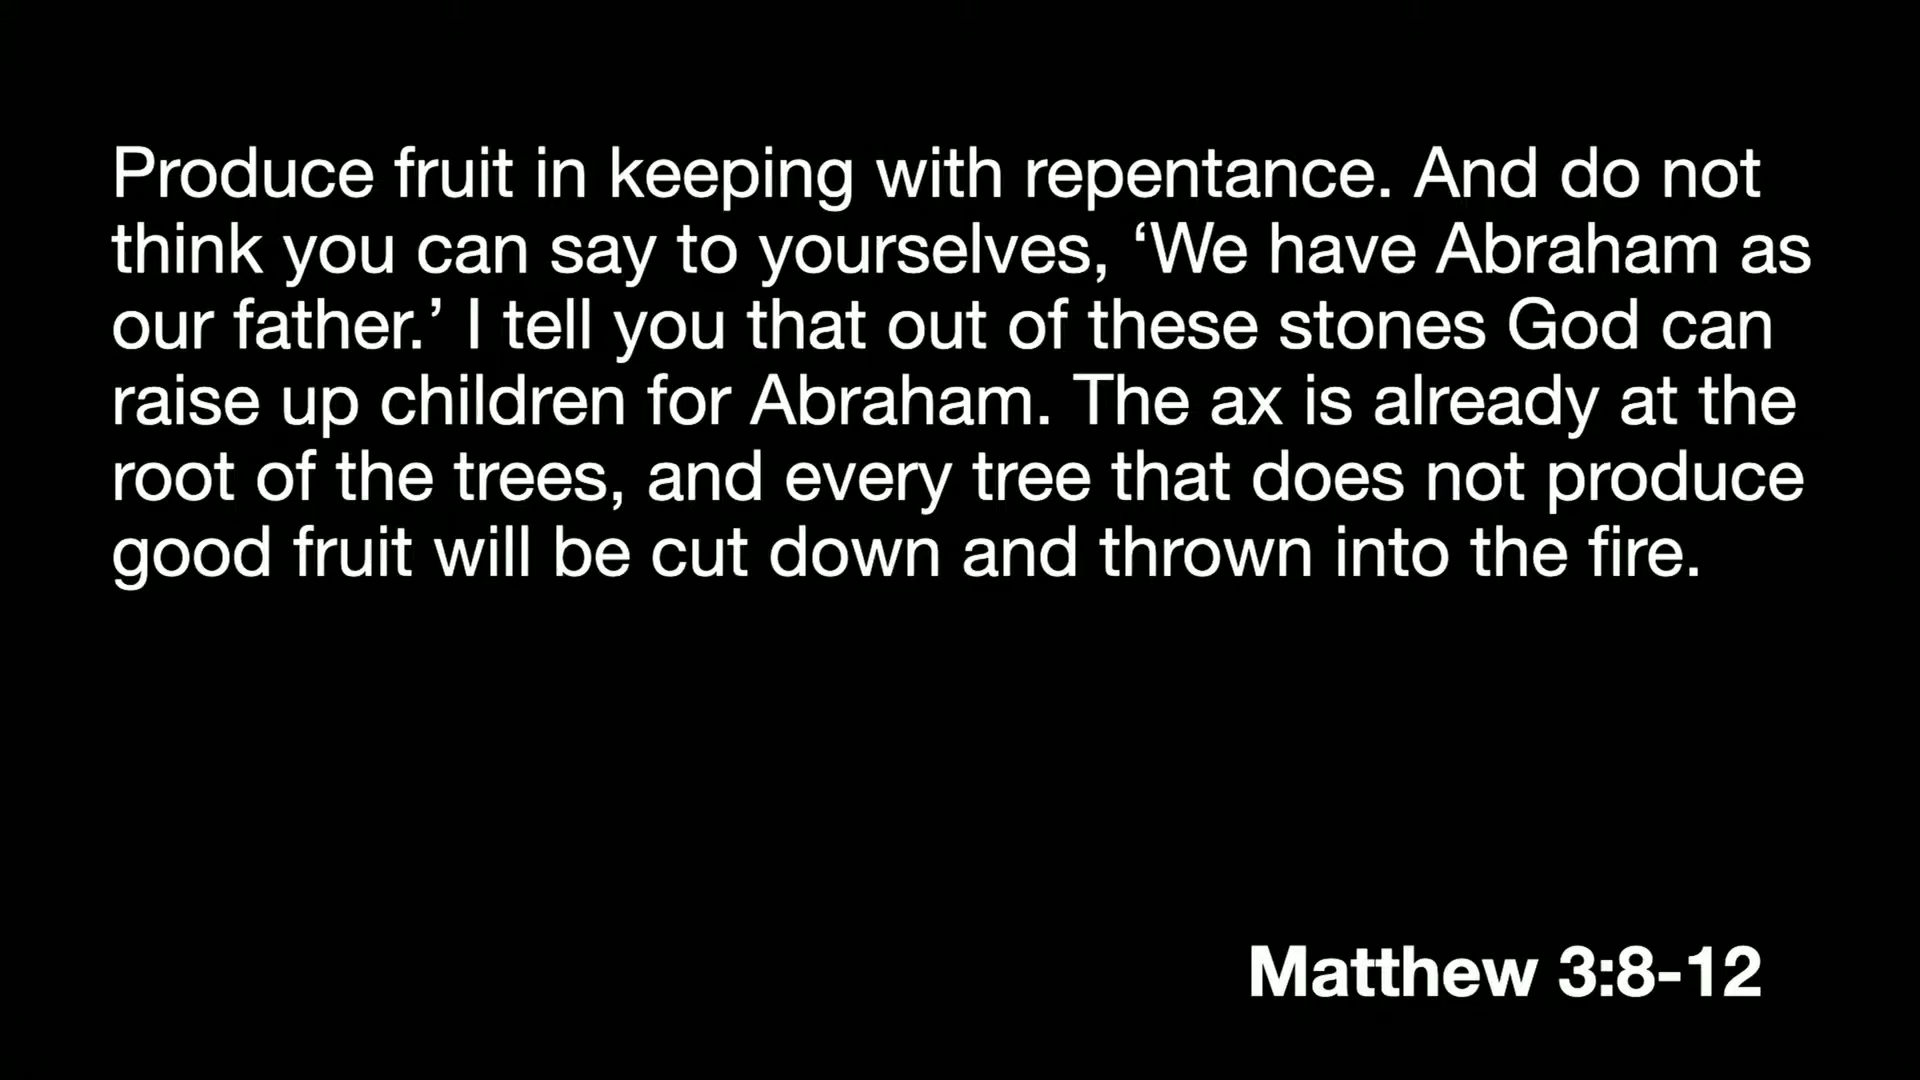 Produce fruit in keeping with repentance. And do not
think you can say to yourselves, ‘We have Abraham as
our father.’ I tell you that out of these stones God can
raise up children for Abraham. The ax is already at the
root of the trees, and every tree that does not produce
good fruit will be cut down and thrown into the fire.
Matthew 3:8-12